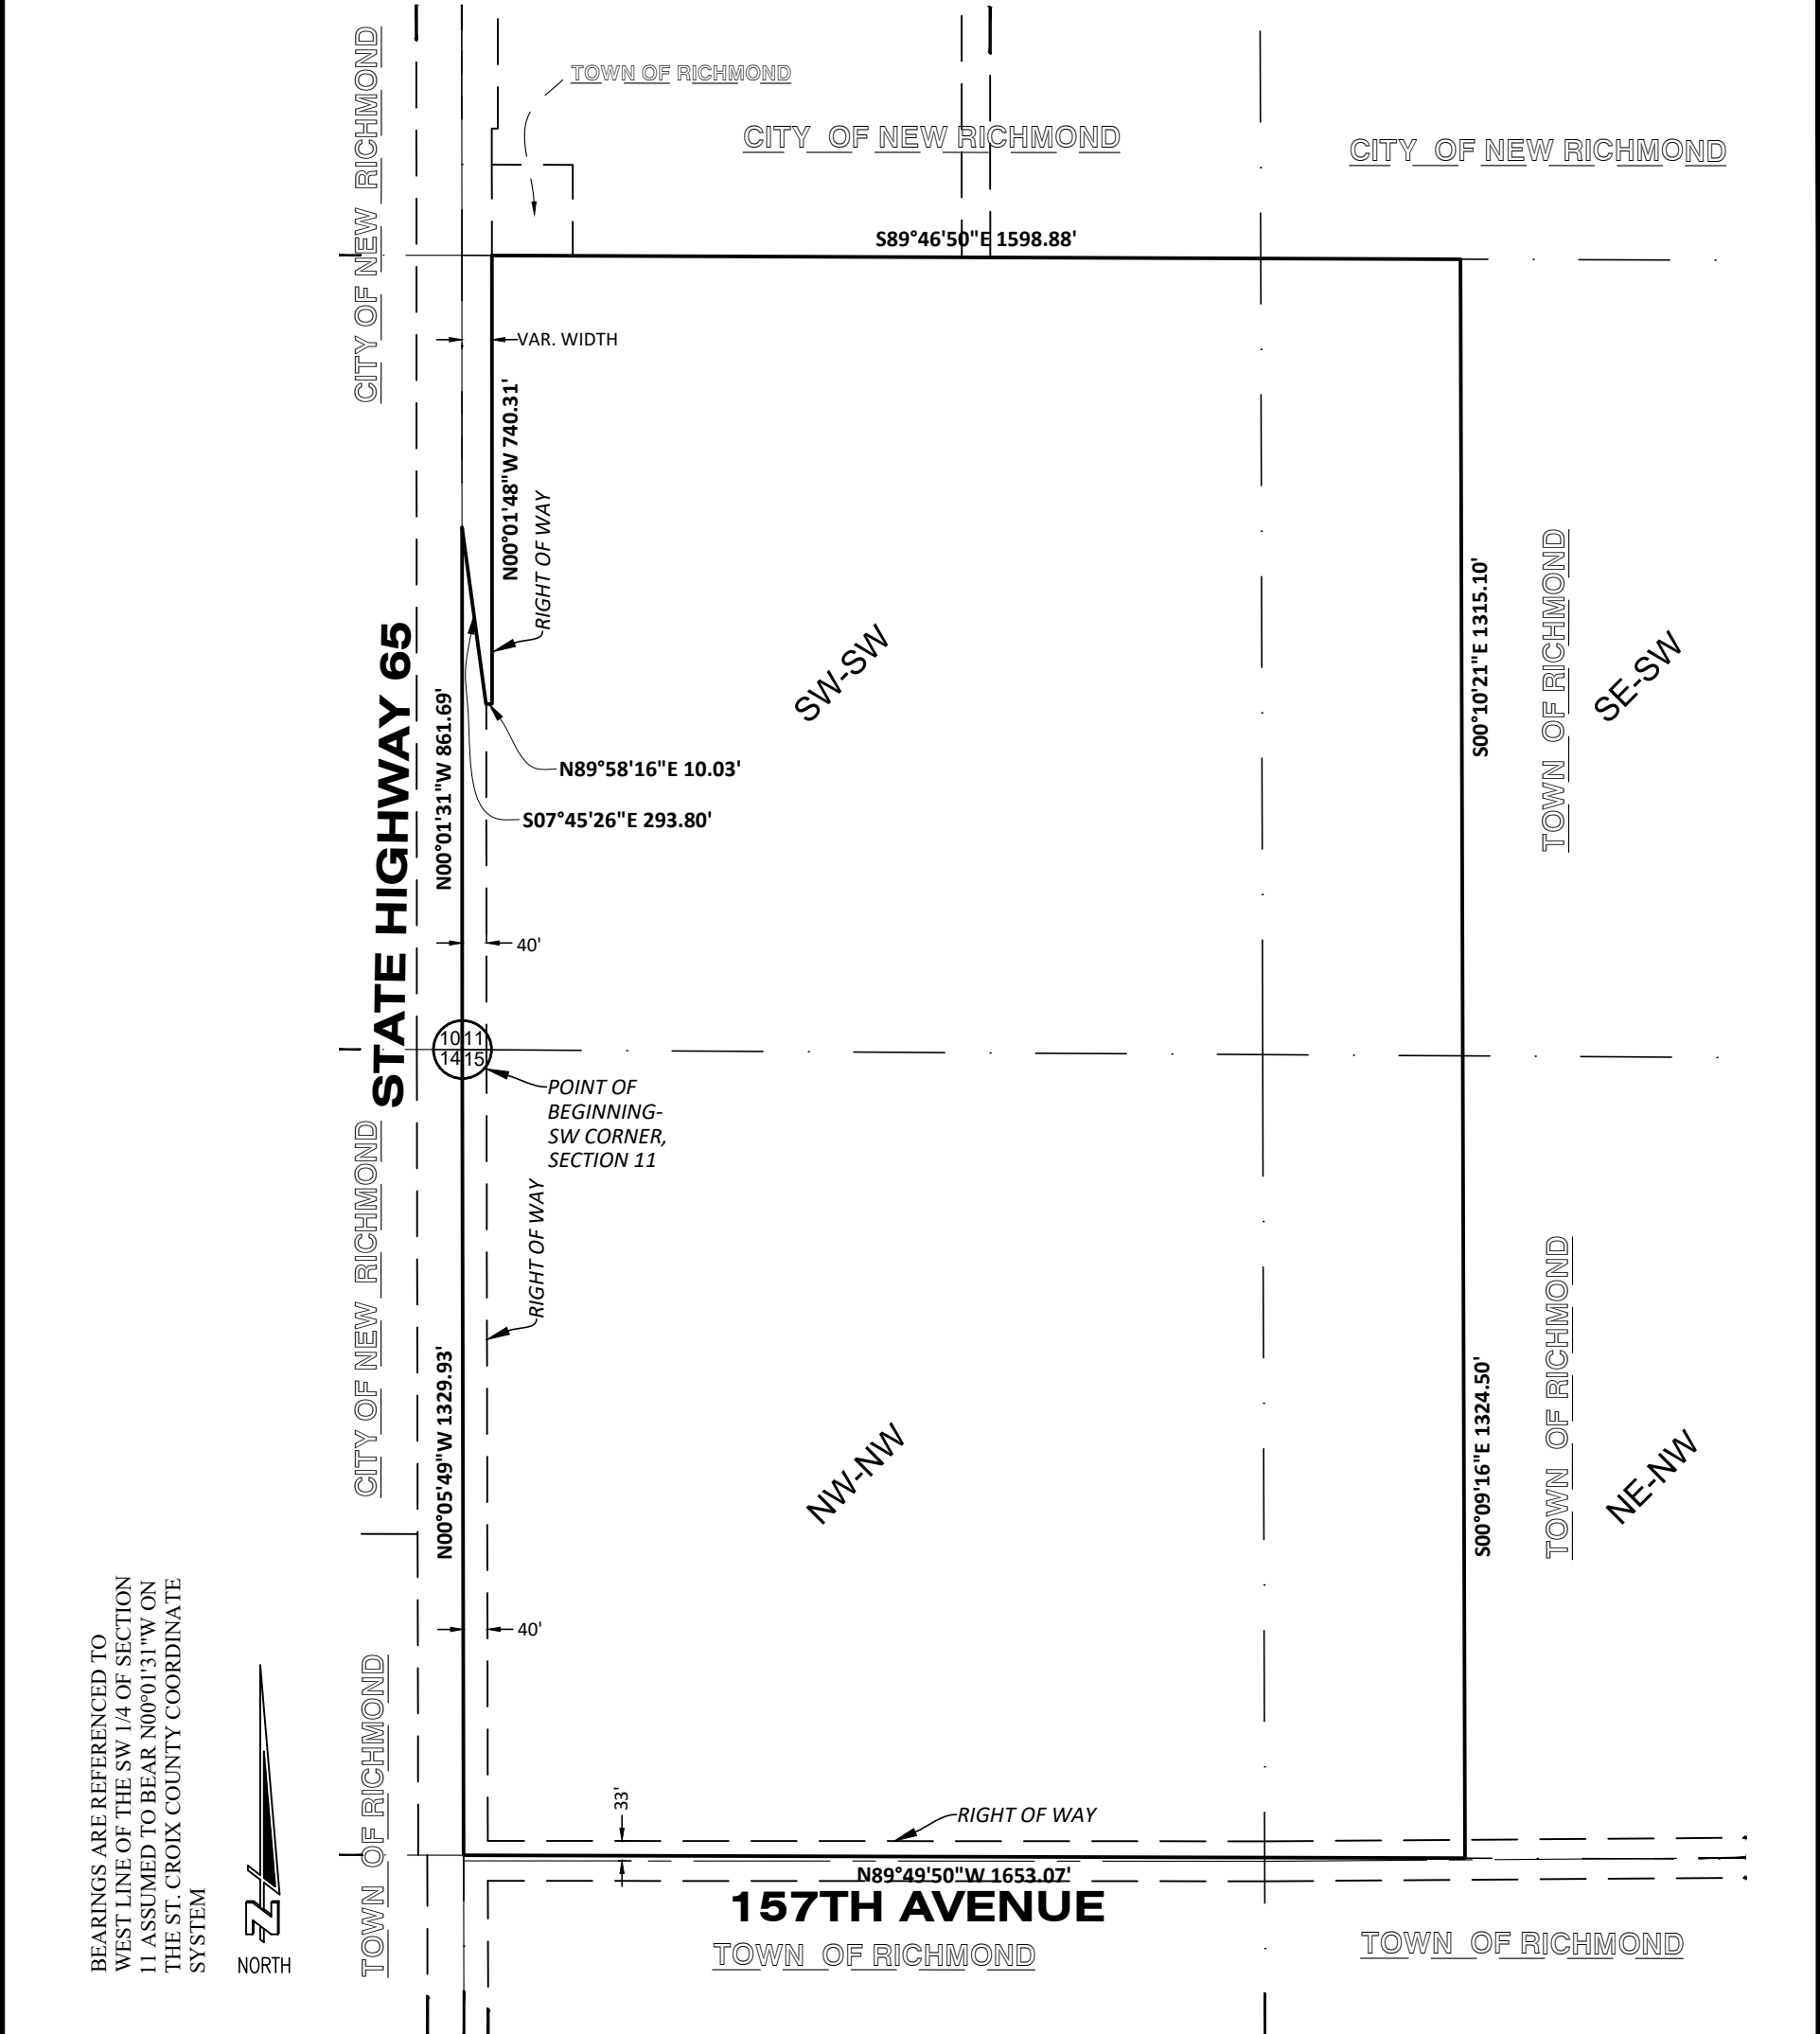 TOWN OF RICHMOND
CITY OF NEW RICHMOND
CITY OF NEW RICHMOND
CITY OF NEW RICHMOND
S89°46'50"E 1598.88'
VAR. WIDTH
N00°01'48"W 740.31'
RIGHT OF WAY
SW-SW
S00°10'21"E 1315.10'
TOWN OF RICHMOND
SE-SW
STATE HIGHWAY 65
N00°01'31"W 861.69'
N89°58'16"E 10.03'
S07°45'26"E 293.80'
40'
10 11
14 15
POINT OF
BEGINNING-
SW CORNER,
SECTION 11
CITY OF NEW RICHMOND
RIGHT OF WAY
N00°05'49"W 1329.93'
NW-NW
S00°09'16"E 1324.50'
TOWN OF RICHMOND
NE-NW
40'
BEARINGS ARE REFERENCED TO
WEST LINE OF THE SW 1/4 OF SECTION
11 ASSUMED TO BEAR N00°01'31"W ON
THE ST. CROIX COUNTY COORDINATE
SYSTEM
N
NORTH
TOWN OF RICHMOND
33'
RIGHT OF WAY
N89°49'50"W 1653.07'
157TH AVENUE
TOWN OF RICHMOND
TOWN OF RICHMOND